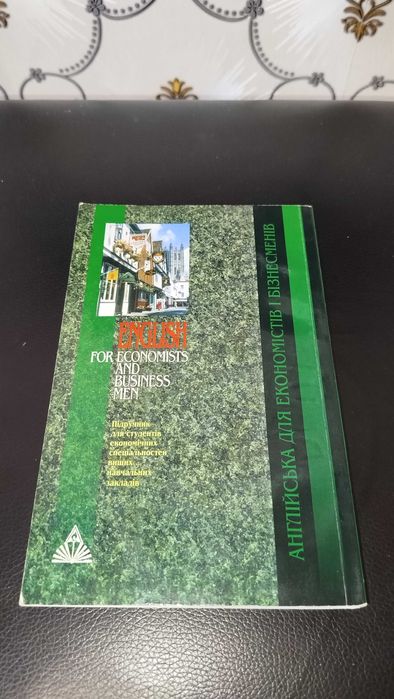 ENGLISH
FOR ECONOMISTS
AND
BUSINESS
MEN
Підручник
для студентів
економічних
спеціальностей
вищих
навчальних
закладів
АНГЛІЙСЬКА ДЛЯ ЕКОНОМІСТІВ І БІЗНЕСМЕНІВ